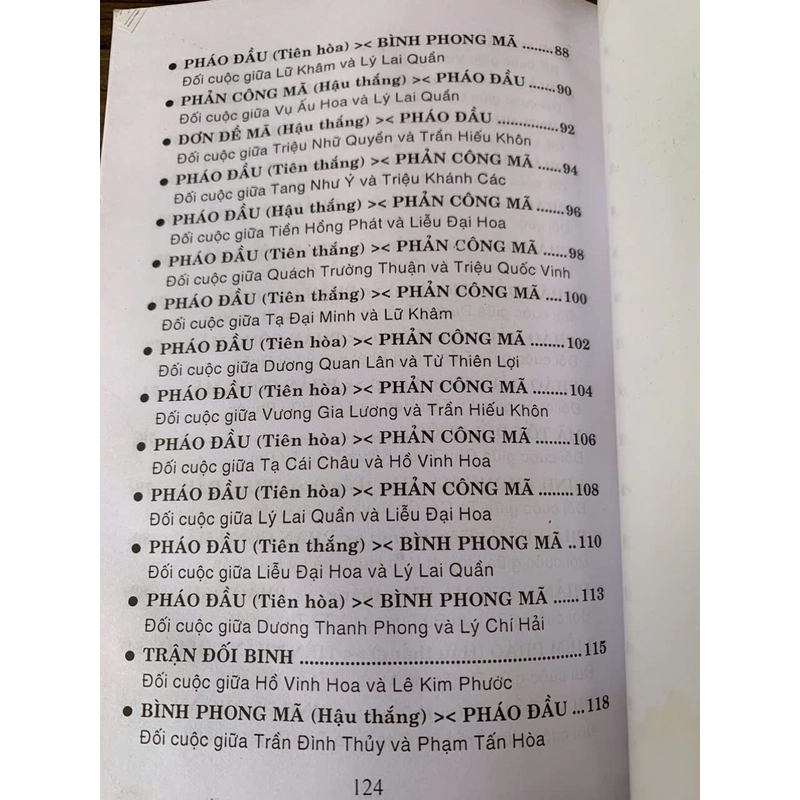 • PHÁO ĐẦU (Tiên hòa) >< BÌNH PHONG MÃ ........88
Đối cuộc giữa Lữ Khâm và Lý Lai Quần
• PHẢN CÔNG MÃ (Hậu thắng) >< PHÁO ĐẦU ......90
Đối cuộc giữa Vụ Ấu Hoa và Lý Lai Quần
• ĐƠN ĐỀ MÃ (Hậu thắng) >< PHÁO ĐẦU ............92
Đối cuộc giữa Triệu Nhữ Quyền và Trần Hiếu Khôn
• PHÁO ĐẦU (Tiên thắng) >< PHẢN CÔNG MÃ .....94
Đối cuộc giữa Tang Như Ý và Triệu Khánh Các
• PHÁO ĐẦU (Hậu thắng) >< PHẢN CÔNG MÃ ......96
Đối cuộc giữa Tiền Hồng Phát và Liễu Đại Hoa
• PHÁO ĐẦU (Tiên thắng) >< PHẢN CÔNG MÃ .....98
Đối cuộc giữa Quách Trường Thuận và Triệu Quốc Vinh
• PHÁO ĐẦU (Tiên thắng) >< PHẢN CÔNG MÃ ....100
Đối cuộc giữa Tạ Đại Minh và Lữ Khâm
• PHÁO ĐẦU (Tiên hòa) >< PHẢN CÔNG MÃ ........102
Đối cuộc giữa Dương Quan Lân và Từ Thiên Lợi
• PHÁO ĐẦU (Tiên hòa) >< PHẢN CÔNG MÃ ........104
Đối cuộc giữa Vương Gia Lương và Trần Hiếu Khôn
• PHÁO ĐẦU (Tiên hòa) >< PHẢN CÔNG MÃ ........106
Đối cuộc giữa Tạ Cái Châu và Hồ Vinh Hoa
• PHÁO ĐẦU (Tiên hòa) >< PHẢN CÔNG MÃ ........108
Đối cuộc giữa Lý Lai Quần và Liễu Đại Hoa
• PHÁO ĐẦU (Tiên thắng) >< BÌNH PHONG MÃ ..110
Đối cuộc giữa Liễu Đại Hoa và Lý Lai Quần
• PHÁO ĐẦU (Tiên hòa) >< BÌNH PHONG MÃ ......113
Đối cuộc giữa Dương Thanh Phong và Lý Chí Hải
• TRẬN ĐỐI BINH ...............................................115
Đối cuộc giữa Hồ Vinh Hoa và Lê Kim Phước
• BÌNH PHONG MÃ (Hậu thắng) >< PHÁO ĐẦU ...118
Đối cuộc giữa Trần Đình Thủy và Phạm Tấn Hòa
124